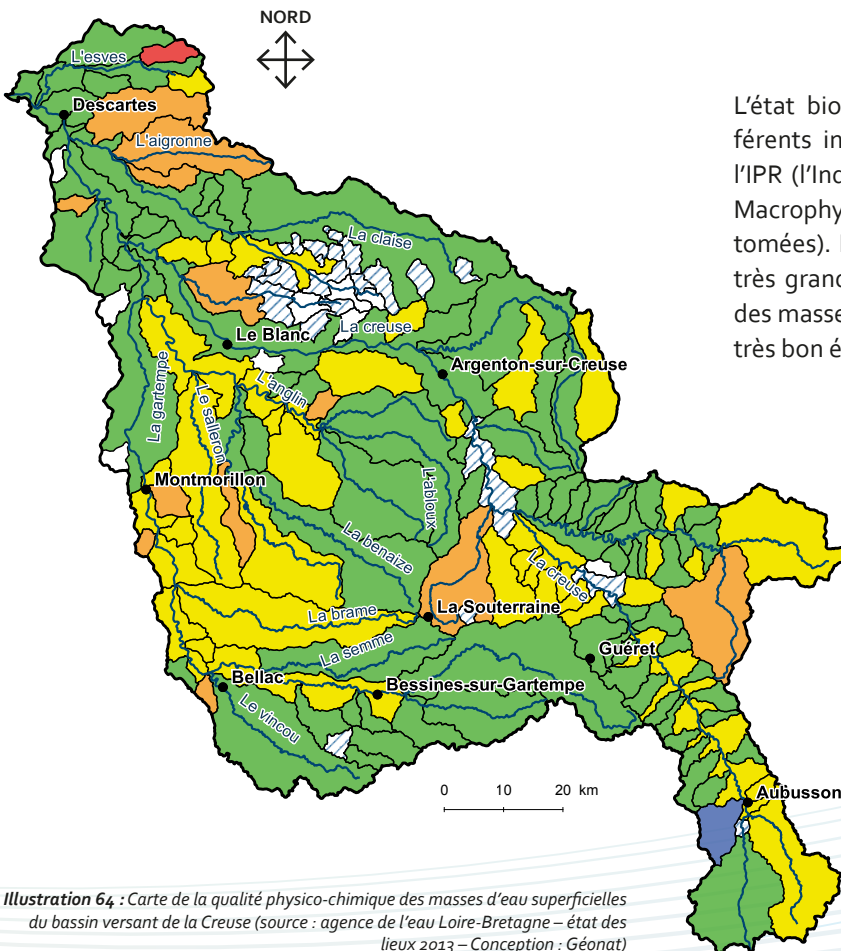 NORD
L'esves
Descartes
L'aigronne
La claise
La creuse
Le Blanc
Argenton-sur-Creuse
L'anglin
La gartempe
Le salleron
L'abloux
Montmorillon
La benaize
La creuse
La brame
La Souterraine
La semme
Guéret
Bellac
Bessines-sur-Gartempe
Le vincou
0 10 20 km
Aubusson
L'état bio
férents in
l'IPR (l'Ind
Macrophy
tomées). 
très grand
des masse
très bon é
Illustration 64 : Carte de la qualité physico-chimique des masses d'eau superficielles
du bassin versant de la Creuse (source : agence de l'eau Loire-Bretagne – état des
lieux 2013 – Conception : Géonat)